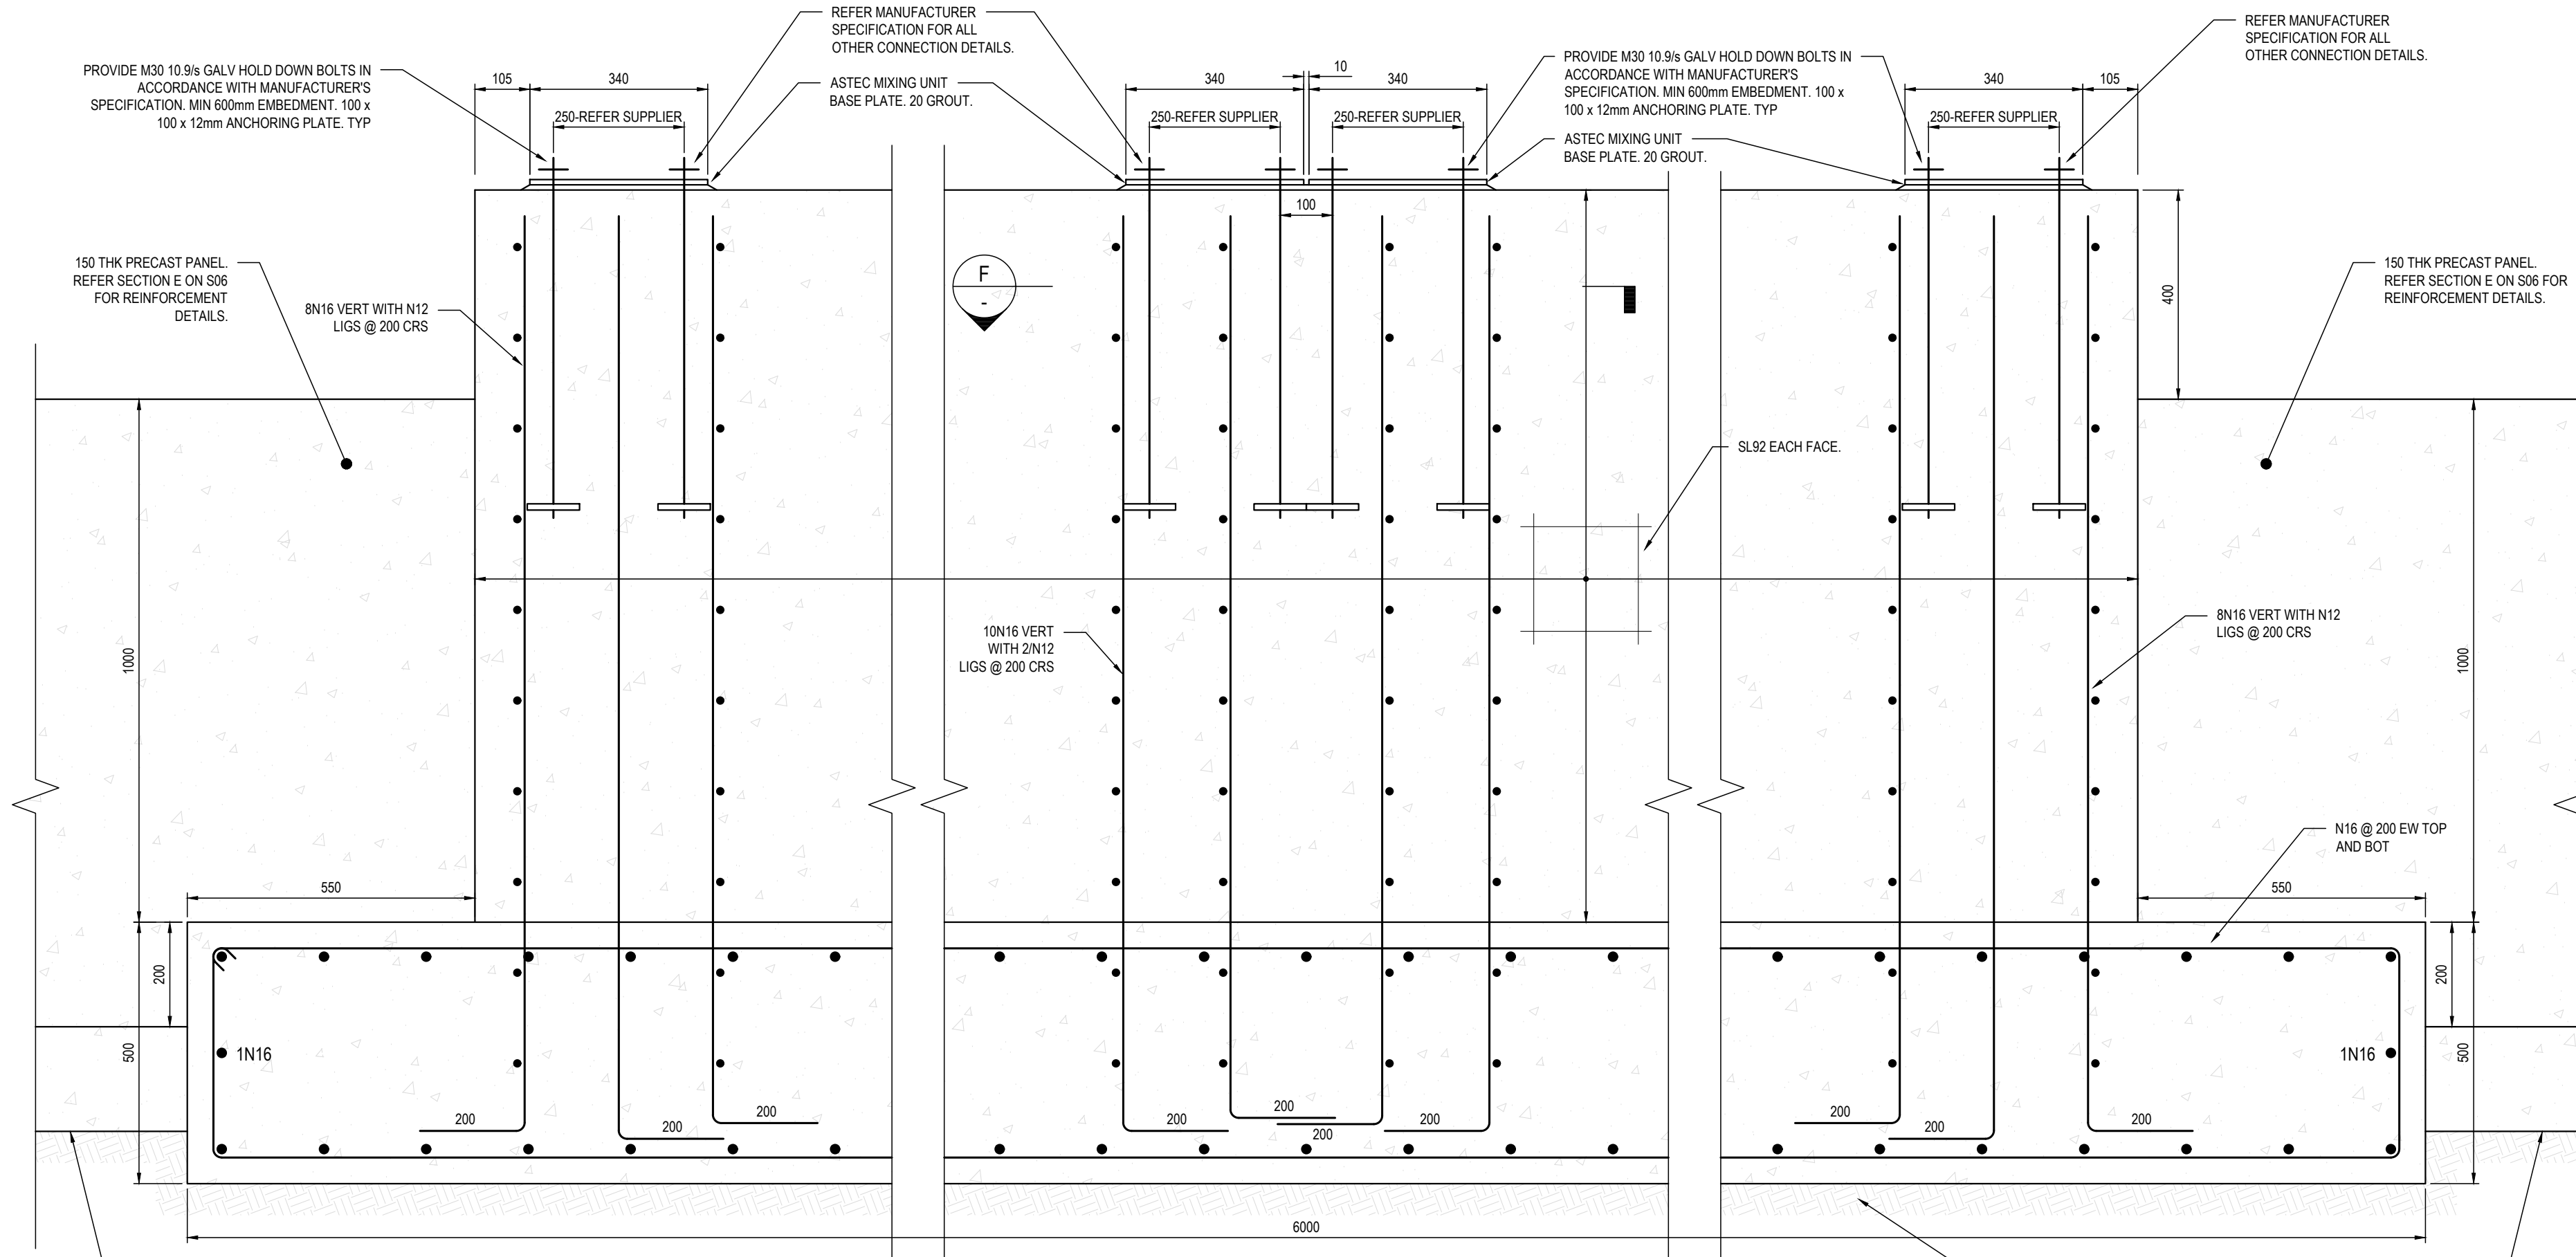 REFER MANUFACTURER
SPECIFICATION FOR ALL
OTHER CONNECTION DETAILS.
REFER MANUFACTURER
SPECIFICATION FOR ALL
OTHER CONNECTION DETAILS.
PROVIDE M30 10.9/s GALV HOLD DOWN BOLTS IN
ACCORDANCE WITH MANUFACTURER'S
SPECIFICATION. MIN 600mm EMBEDMENT. 100 x
100 x 12mm ANCHORING PLATE. TYP
105
340
ASTEC MIXING UNIT
BASE PLATE. 20 GROUT.
340
10
340
PROVIDE M30 10.9/s GALV HOLD DOWN BOLTS IN
ACCORDANCE WITH MANUFACTURER'S
SPECIFICATION. MIN 600mm EMBEDMENT. 100 x
100 x 12mm ANCHORING PLATE. TYP
340
105
250-REFER SUPPLIER
250-REFER SUPPLIER
250-REFER SUPPLIER
250-REFER SUPPLIER
ASTEC MIXING UNIT
BASE PLATE. 20 GROUT.
100
150 THK PRECAST PANEL.
REFER SECTION E ON S06
FOR REINFORCEMENT
DETAILS.
8N16 VERT WITH N12
LIGS @ 200 CRS
F
-
400
150 THK PRECAST PANEL.
REFER SECTION E ON S06 FOR
REINFORCEMENT DETAILS.
SL92 EACH FACE.
1000
10N16 VERT
WITH 2/N12
LIGS @ 200 CRS
8N16 VERT WITH N12
LIGS @ 200 CRS
1000
N16 @ 200 EW TOP
AND BOT
550
550
200
500
1N16
200
200
200
200
200
200
200
200
200
200
1N16
200
500
6000